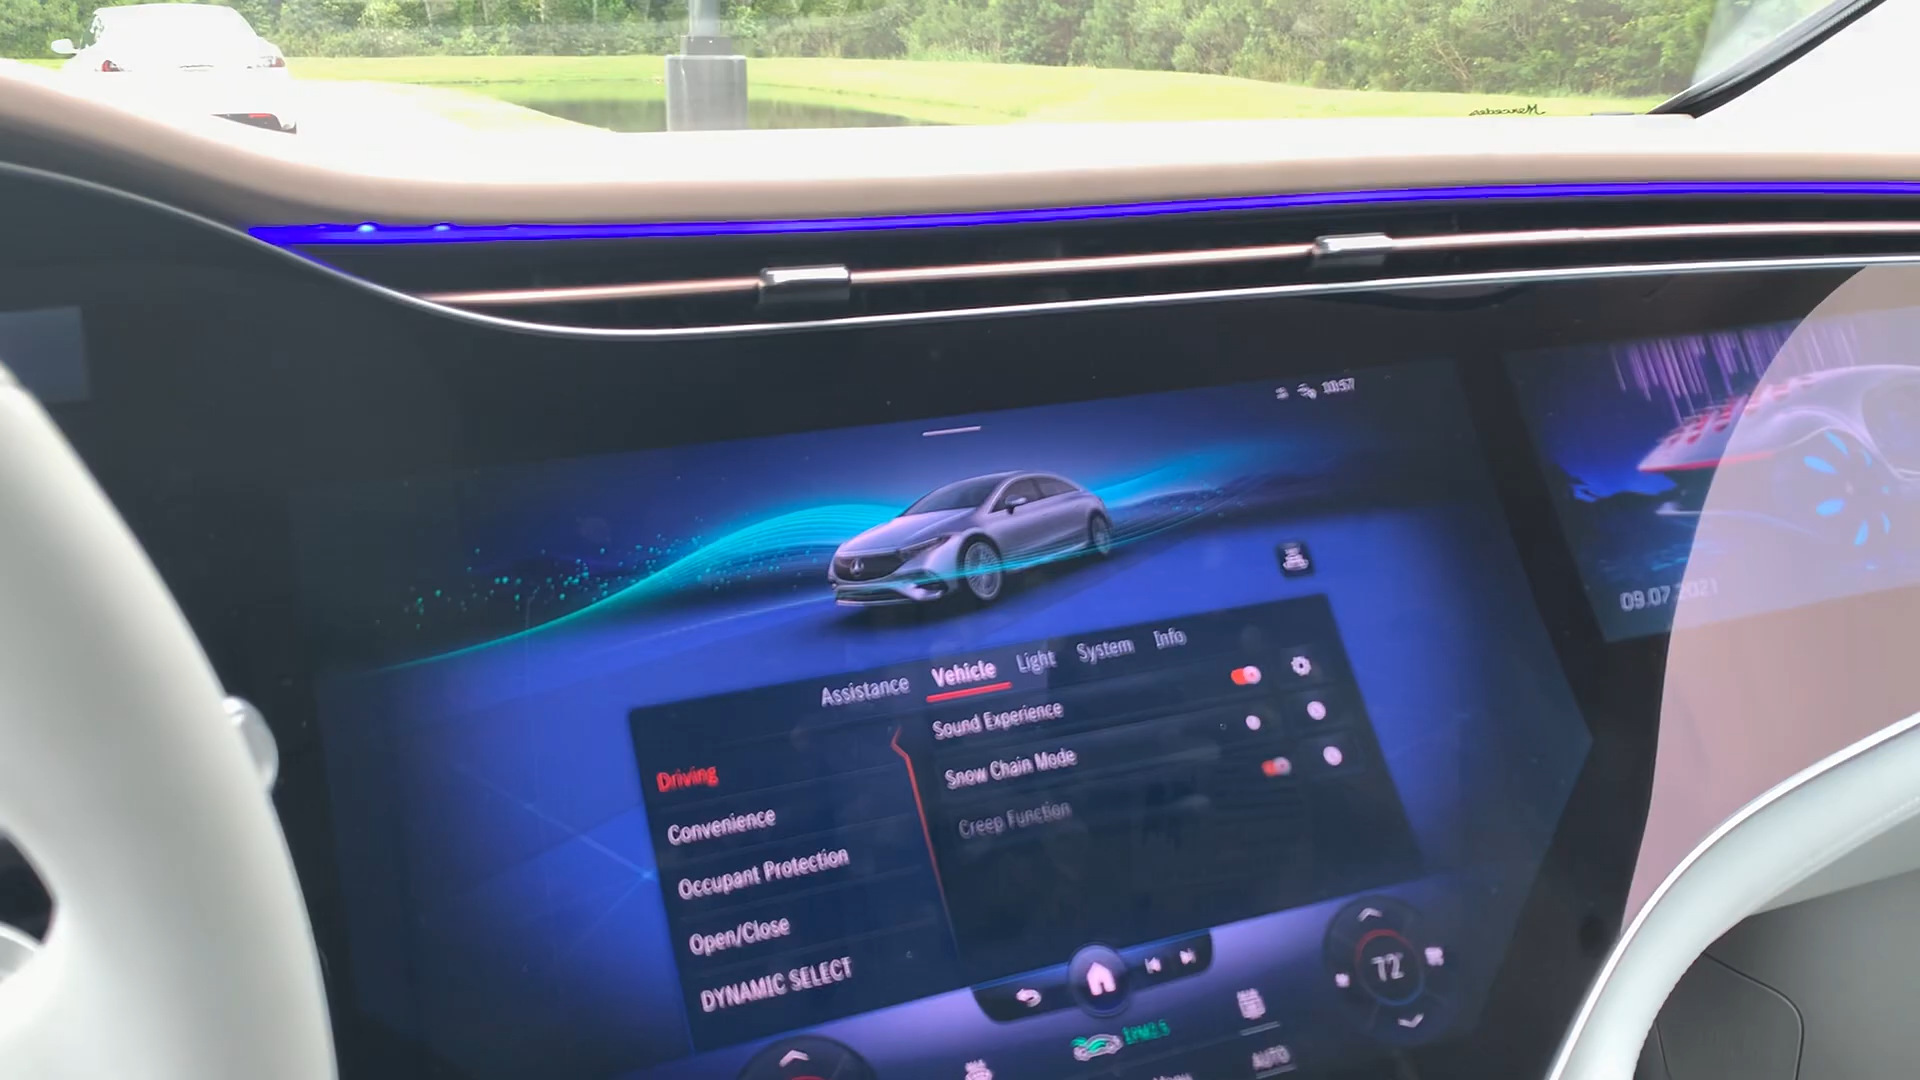 Mercedes
10:57
09.07.2021
Assistance
Vehicle
Light
System
Info
Driving
Convenience
Occupant Protection
Open/Close
DYNAMIC SELECT
Sound Experience
Snow Chain Mode
Creep Function
72
AUTO